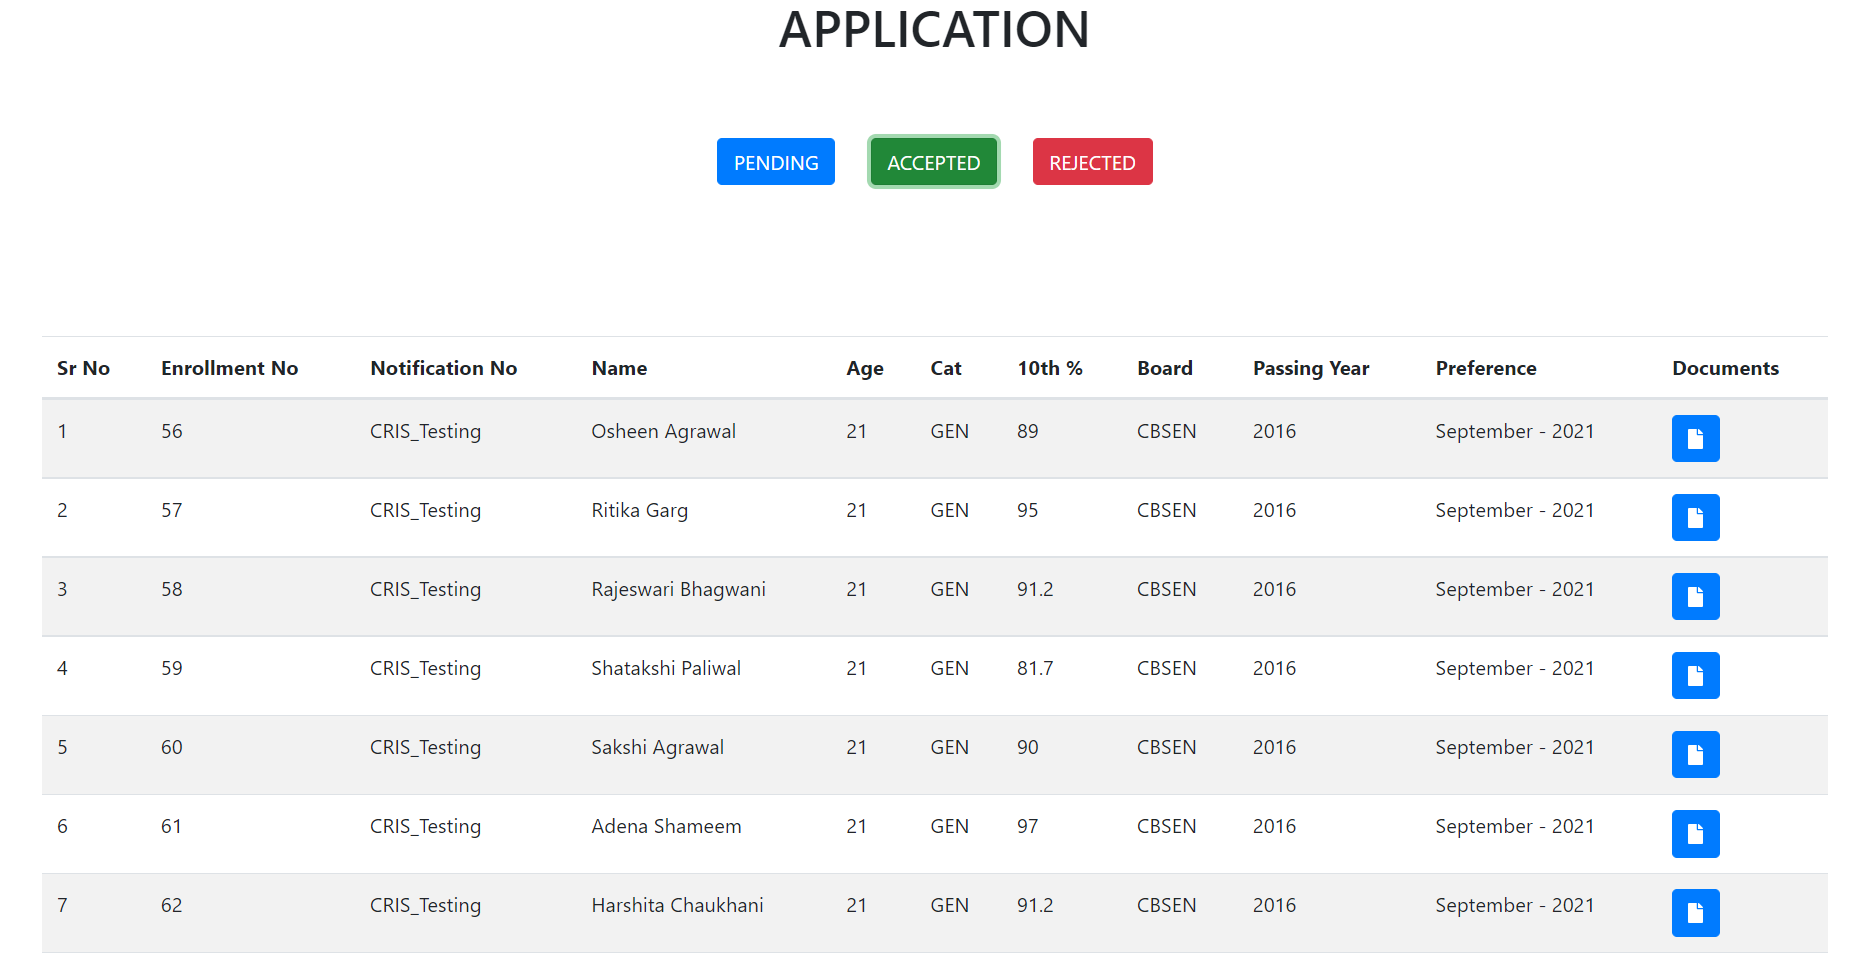 APPLICATION
PENDING ACCEPTED REJECTED
Sr No Enrollment No Notification No Name Age Cat 10th % Board Passing Year Preference Documents
1 56 CRIS_Testing Osheen Agrawal 21 GEN 89 CBSEN 2016 September - 2021
2 57 CRIS_Testing Ritika Garg 21 GEN 95 CBSEN 2016 September - 2021
3 58 CRIS_Testing Rajeswari Bhagwani 21 GEN 91.2 CBSEN 2016 September - 2021
4 59 CRIS_Testing Shatakshi Paliwal 21 GEN 81.7 CBSEN 2016 September - 2021
5 60 CRIS_Testing Sakshi Agrawal 21 GEN 90 CBSEN 2016 September - 2021
6 61 CRIS_Testing Adena Shameem 21 GEN 97 CBSEN 2016 September - 2021
7 62 CRIS_Testing Harshita Chaukhani 21 GEN 91.2 CBSEN 2016 September - 2021